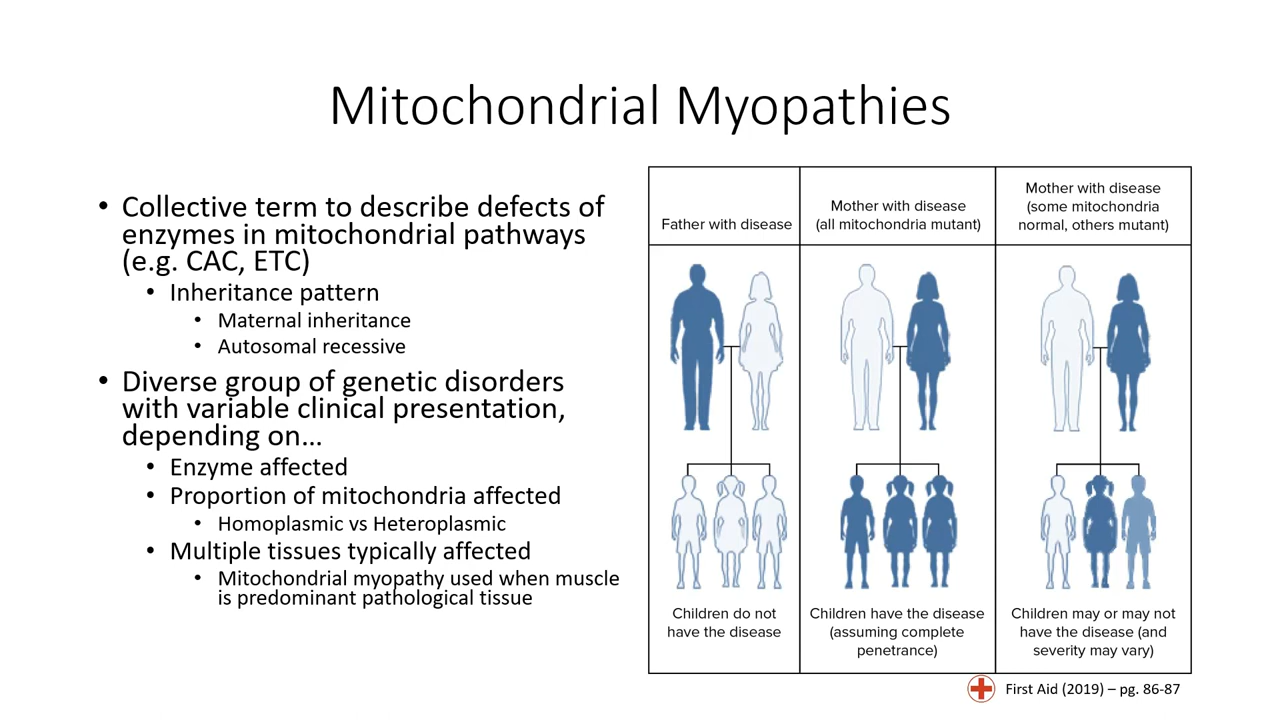 Mitochondrial Myopathies
• Collective term to describe defects of
enzymes in mitochondrial pathways
(e.g. CAC, ETC)
• Inheritance pattern
• Maternal inheritance
• Autosomal recessive
• Diverse group of genetic disorders
with variable clinical presentation,
depending on…
• Enzyme affected
• Proportion of mitochondria affected
• Homoplasmic vs Heteroplasmic
• Multiple tissues typically affected
• Mitochondrial myopathy used when muscle
is predominant pathological tissue
Father with disease
Mother with disease
(all mitochondria mutant)
Mother with disease
(some mitochondria
normal, others mutant)
Children do not
have the disease
Children have the disease
(assuming complete
penetrance)
Children may or may not
have the disease (and
severity may vary)
First Aid (2019) – pg. 86-87